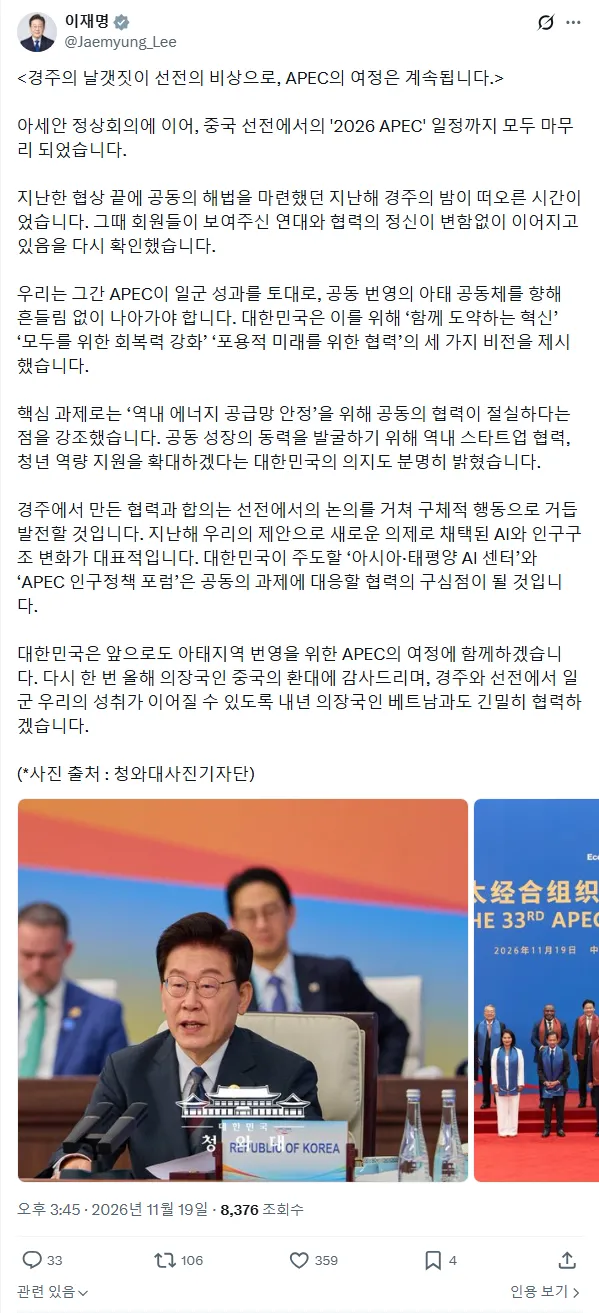 이재명
@Jaemyung_Lee
<경주의 날갯짓이 선전의 비상으로, APEC의 여정은 계속됩니다.>
아세안 정상회의에 이어, 중국 선전에서의 '2026 APEC' 일정까지 모두 마무
리 되었습니다.
지난한 협상 끝에 공동의 해법을 마련했던 지난해 경주의 밤이 떠오른 시간이
었습니다. 그때 회원들이 보여주신 연대와 협력의 정신이 변함없이 이어지고
있음을 다시 확인했습니다.
우리는 그간 APEC이 일군 성과를 토대로, 공동 번영의 아태 공동체를 향해
흔들림 없이 나아가야 합니다. 대한민국은 이를 위해 ‘함께 도약하는 혁신’
‘모두를 위한 회복력 강화’ ‘포용적 미래를 위한 협력’의 세 가지 비전을 제시
했습니다.
핵심 과제로는 ‘역내 에너지 공급망 안정’을 위해 공동의 협력이 절실하다는
점을 강조했습니다. 공동 성장의 동력을 발굴하기 위해 역내 스타트업 협력,
청년 역량 지원을 확대하겠다는 대한민국의 의지도 분명히 밝혔습니다.
경주에서 만든 협력과 합의는 선전에서의 논의를 거쳐 구체적 행동으로 거듭
발전할 것입니다. 지난해 우리의 제안으로 새로운 의제로 채택된 AI와 인구구
조 변화가 대표적입니다. 대한민국이 주도할 ‘아시아·태평양 AI 센터’와
‘APEC 인구정책 포럼’은 공동의 과제에 대응할 협력의 구심점이 될 것입니
다.
대한민국은 앞으로도 아태지역 번영을 위한 APEC의 여정에 함께하겠습니
다. 다시 한 번 올해 의장국인 중국의 환대에 감사드리며, 경주와 선전에서 일
군 우리의 성취가 이어질 수 있도록 내년 의장국인 베트남과도 긴밀히 협력하
겠습니다.
(*사진 출처 : 청와대사진기자단)
대한민국
청와대
REPUBLIC OF KOREA
Eco
太经合组织
HE 33RD APEC
2026年11月19日 中
오후 3:45 · 2026년 11월 19일 · 8,376 조회수
33
106
359
4
관련 있음
인용 보기